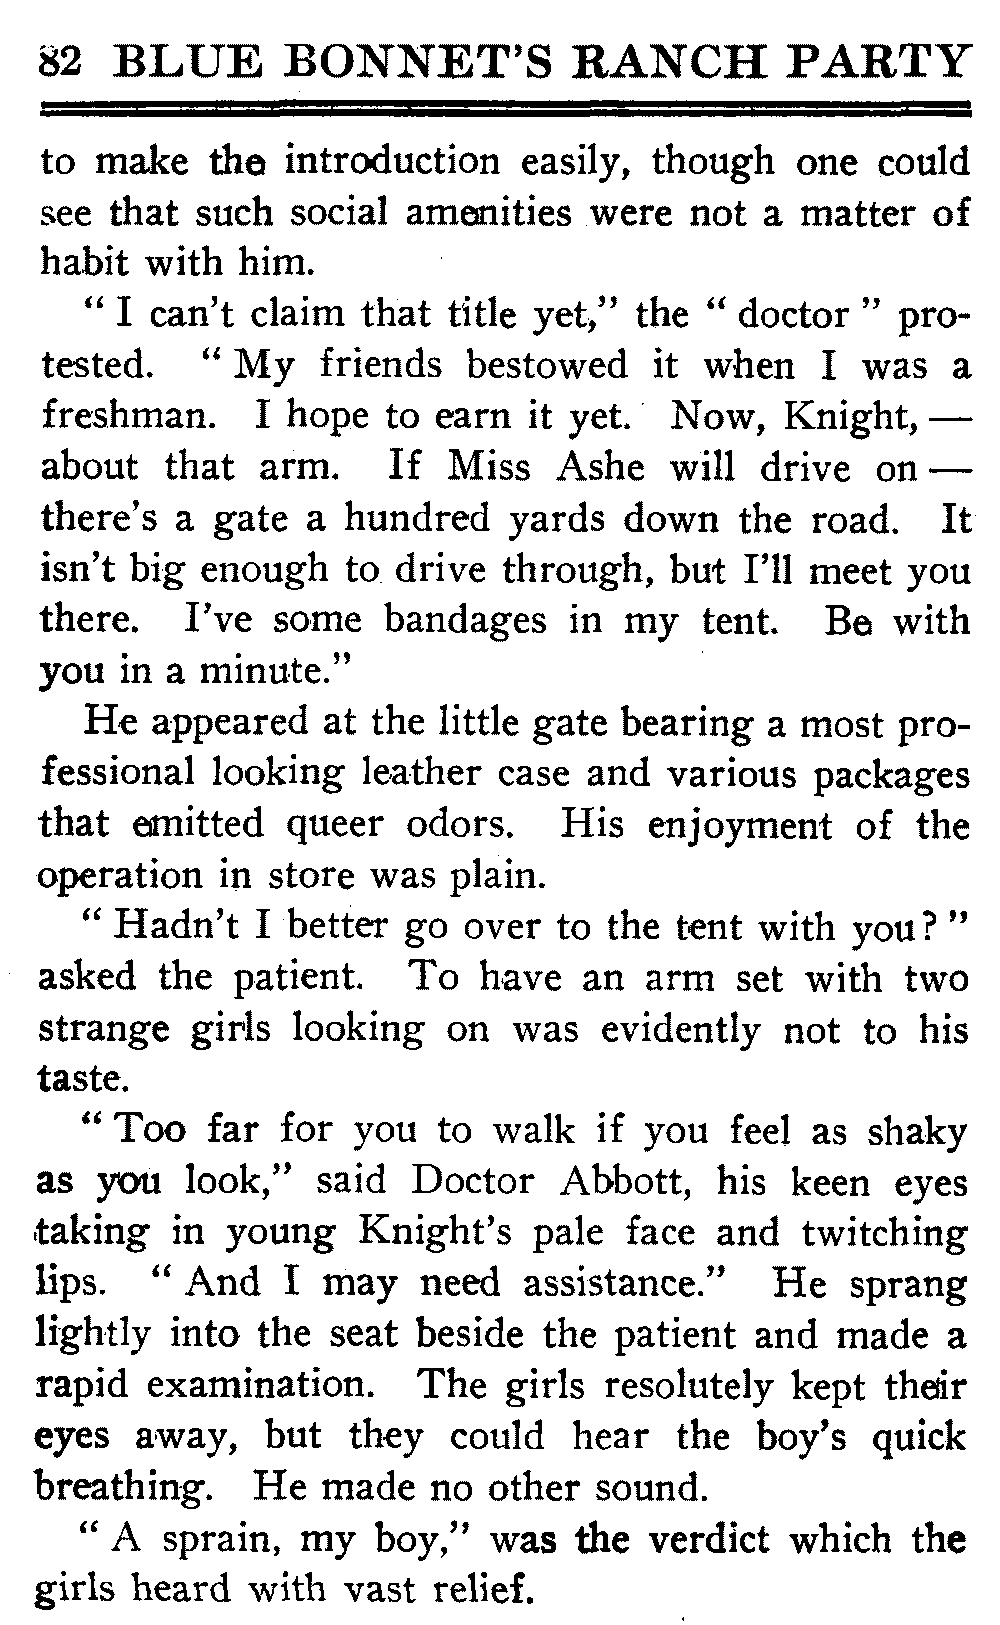 82 BLUE BONNET'S RANCH PARTY
to make the introduction easily, though one could
see that such social amenities were not a matter of
habit with him.
" I can't claim that title yet," the " doctor " pro-
tested. " My friends bestowed it when I was a
freshman. I hope to earn it yet. Now, Knight, —
about that arm. If Miss Ashe will drive on —
there's a gate a hundred yards down the road. It
isn't big enough to drive through, but I'll meet you
there. I've some bandages in my tent. Be with
you in a minute."
He appeared at the little gate bearing a most pro-
fessional looking leather case and various packages
that emitted queer odors. His enjoyment of the
operation in store was plain.
" Hadn't I better go over to the tent with you? "
asked the patient. To have an arm set with two
strange girls looking on was evidently not to his
taste.
" Too far for you to walk if you feel as shaky
as you look," said Doctor Abbott, his keen eyes
taking in young Knight's pale face and twitching
lips. " And I may need assistance." He sprang
lightly into the seat beside the patient and made a
rapid examination. The girls resolutely kept their
eyes away, but they could hear the boy's quick
breathing. He made no other sound.
" A sprain, my boy," was the verdict which the
girls heard with vast relief.